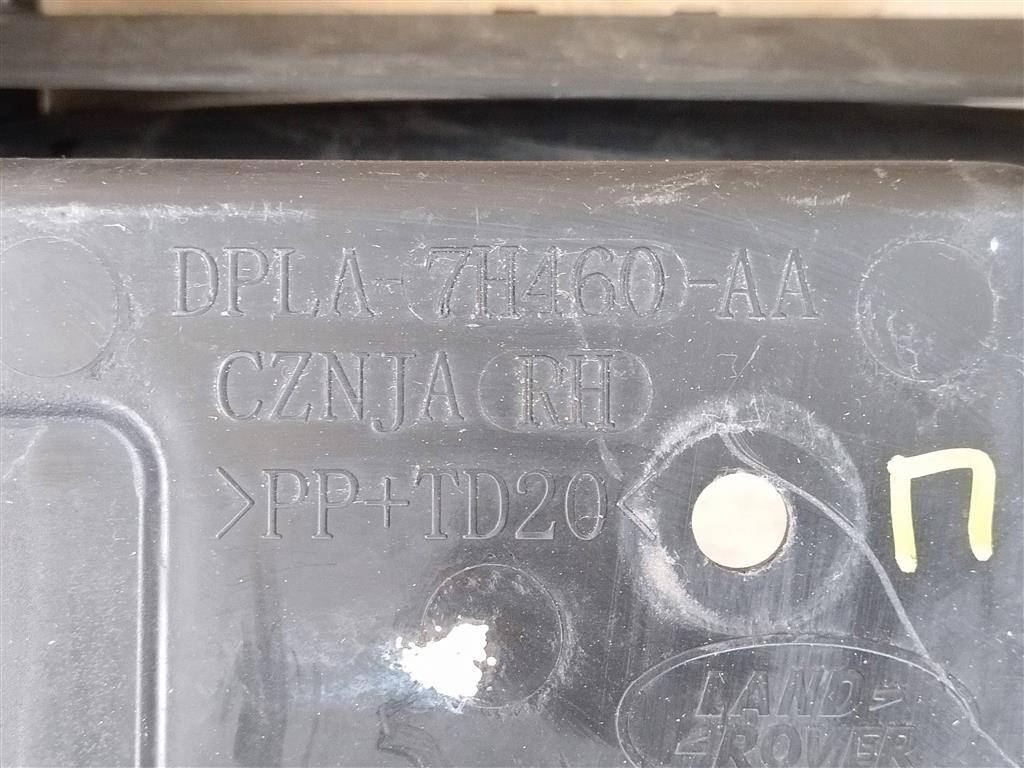 DPLA-7H460-AA
CZNJA RH
>PP+TD20<
П
LAND
ROVER